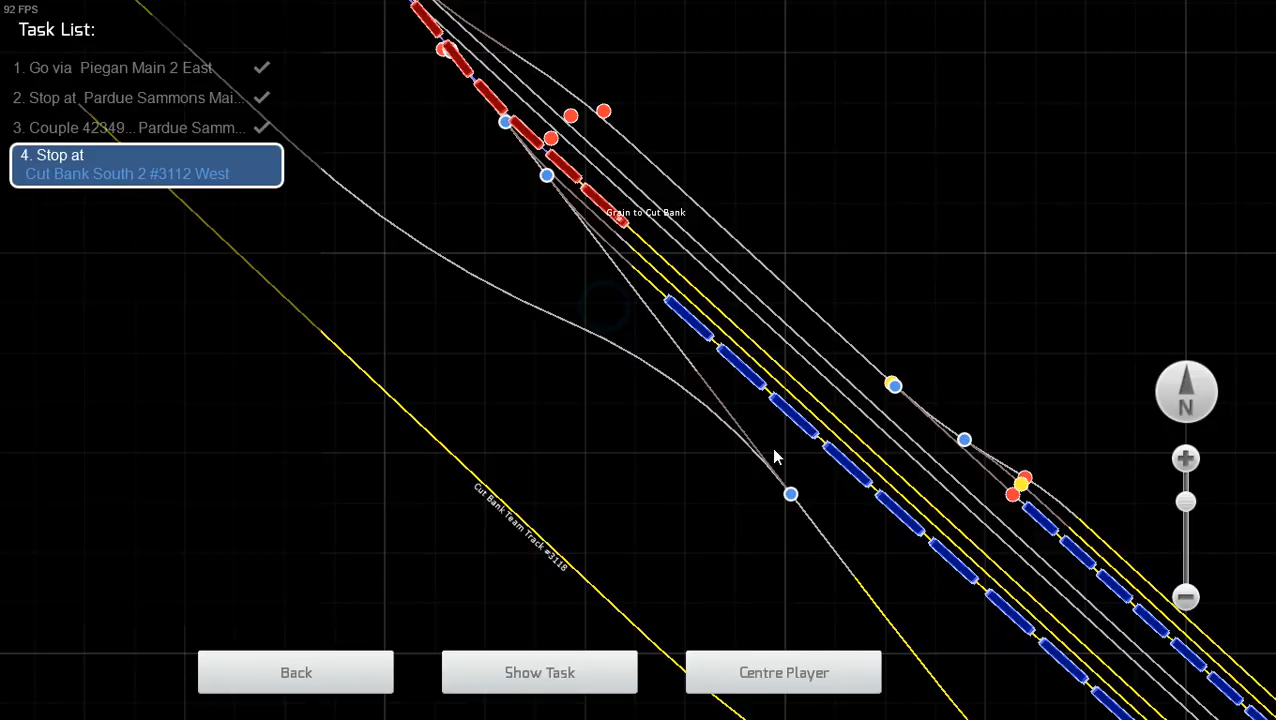 92 FPS
Task List:
1. Go via  Piegan Main 2 East
2. Stop at  Pardue Sammons Mai...
3. Couple 42349... Pardue Samm...
4. Stop at
Cut Bank South 2 #3112 West
Grain to Cut Bank
N
Cut Bank Team Track #3118
Back
Show Task
Centre Player